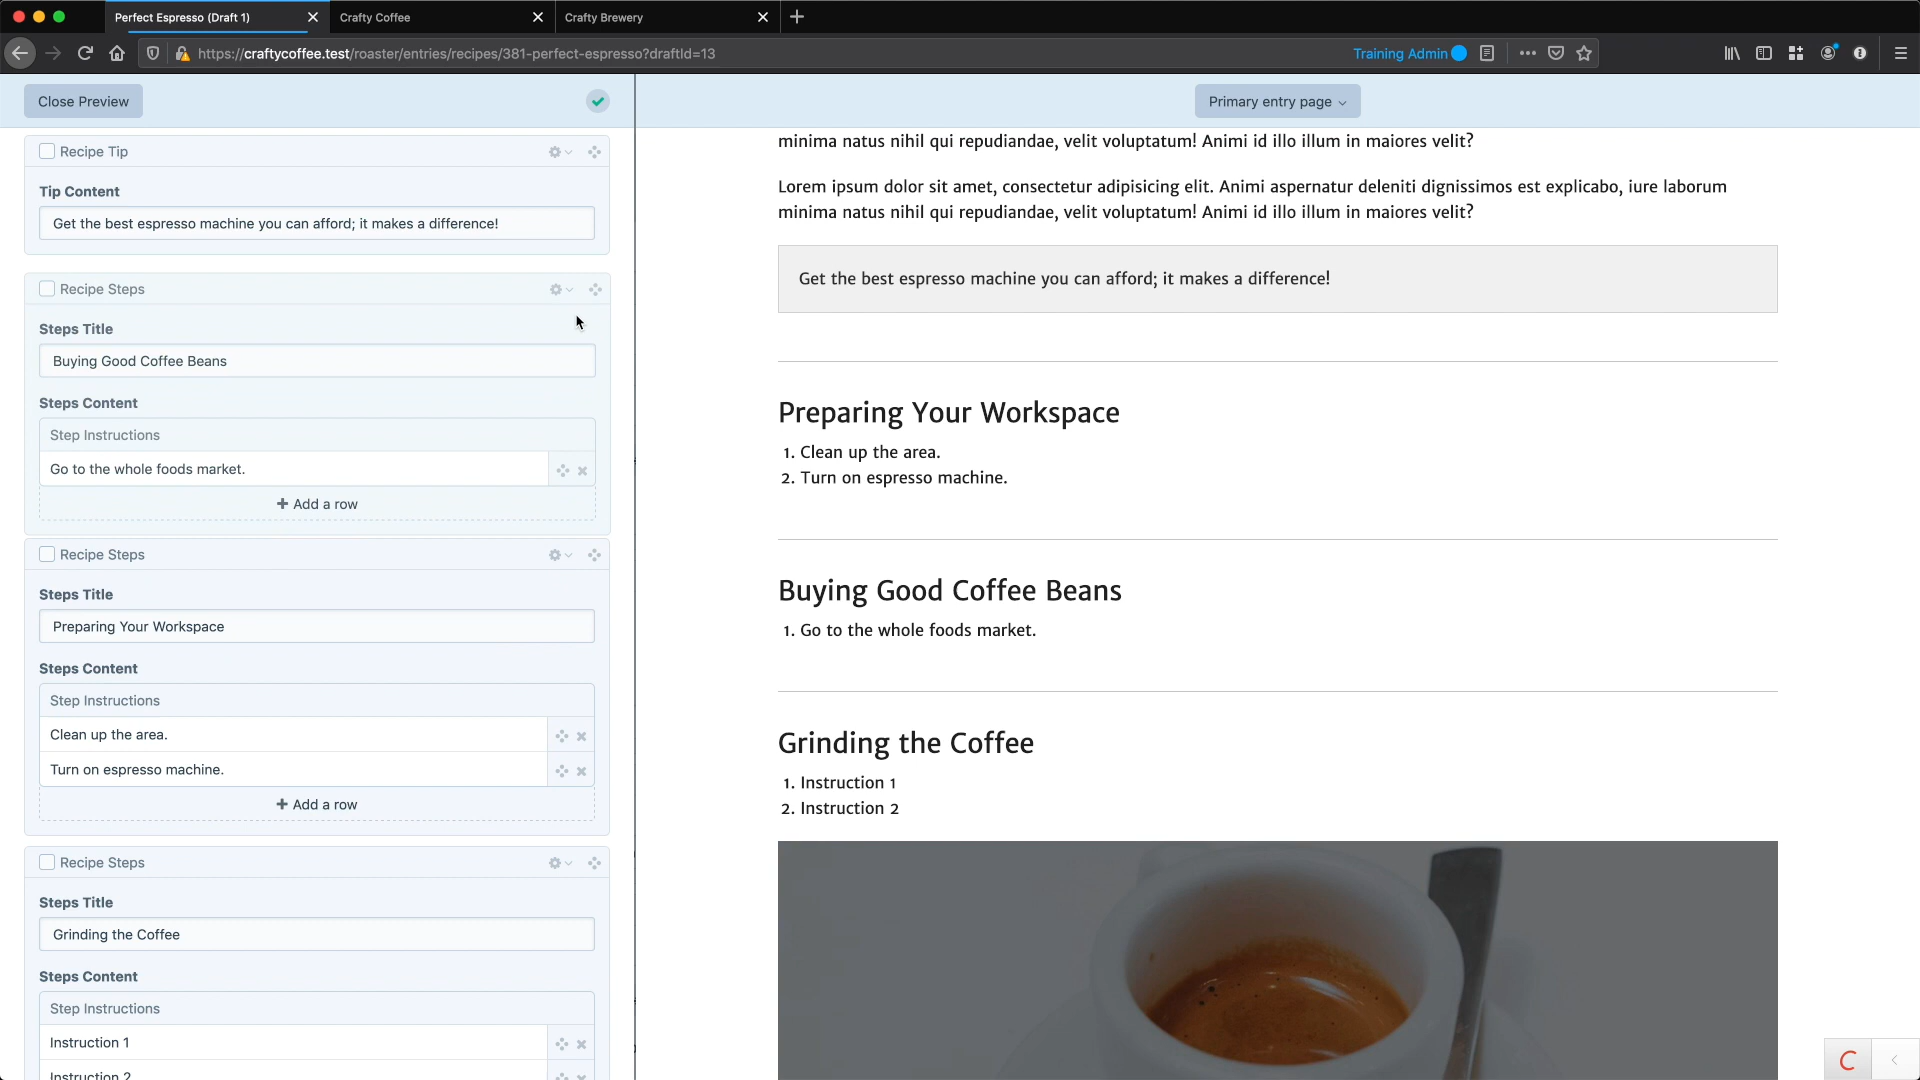 Perfect Espresso (Draft 1)
Crafty Coffee
Crafty Brewery
https://craftycoffee.test/roaster/entries/recipes/381-perfect-espresso?draftId=13
Training Admin
Close Preview
Primary entry page
Recipe Tip
Tip Content
Get the best espresso machine you can afford; it makes a difference!
Recipe Steps
Steps Title
Buying Good Coffee Beans
Steps Content
Step Instructions
Go to the whole foods market.
+ Add a row
Recipe Steps
Steps Title
Preparing Your Workspace
Steps Content
Step Instructions
Clean up the area.
Turn on espresso machine.
+ Add a row
Recipe Steps
Steps Title
Grinding the Coffee
Steps Content
Step Instructions
Instruction 1
Instruction 2
minima natus nihil qui repudiandae, velit voluptatum! Animi id illo illum in maiores velit?
Lorem ipsum dolor sit amet, consectetur adipisicing elit. Animi aspernatur deleniti dignissimos est explicabo, iure laborum
minima natus nihil qui repudiandae, velit voluptatum! Animi id illo illum in maiores velit?
Get the best espresso machine you can afford; it makes a difference!
Preparing Your Workspace
1. Clean up the area.
2. Turn on espresso machine.
Buying Good Coffee Beans
1. Go to the whole foods market.
Grinding the Coffee
1. Instruction 1
2. Instruction 2